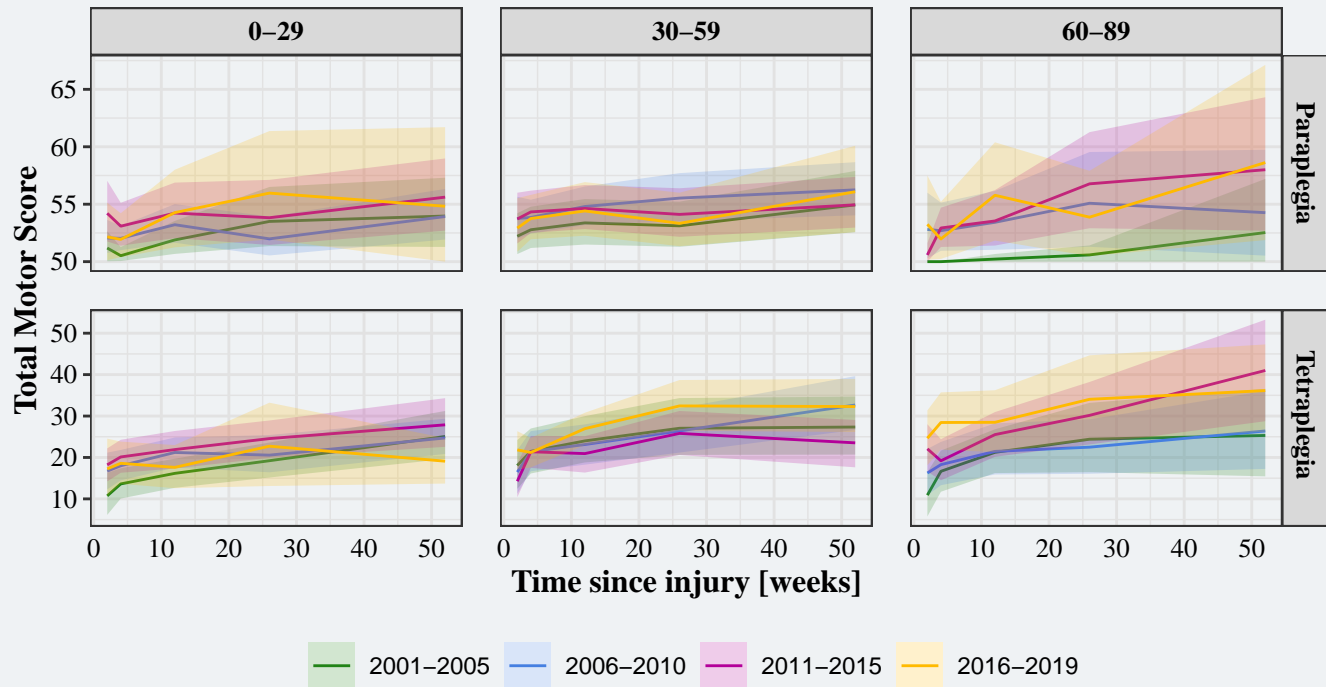 0–29 30–59 60–89
65
60
55
50
Paraplegia
Total Motor Score
50
40
30
20
10
Tetraplegia
0 10 20 30 40 50 0 10 20 30 40 50 0 10 20 30 40 50
Time since injury [weeks]
2001–2005 2006–2010 2011–2015 2016–2019